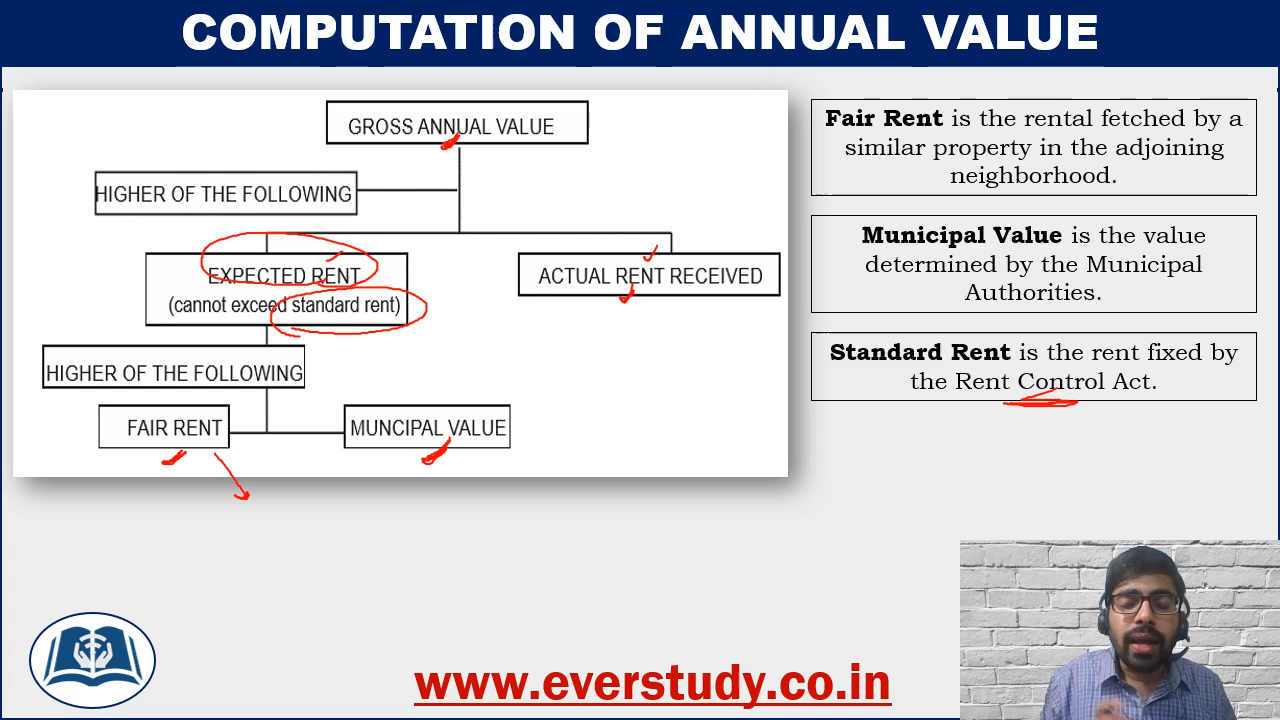 COMPUTATION OF ANNUAL VALUE
GROSS ANNUAL VALUE
HIGHER OF THE FOLLOWING
EXPECTED RENT
(cannot exceed standard rent)
ACTUAL RENT RECEIVED
HIGHER OF THE FOLLOWING
FAIR RENT
MUNCIPAL VALUE
Fair Rent is the rental fetched by a
similar property in the adjoining
neighborhood.
Municipal Value is the value
determined by the Municipal
Authorities.
Standard Rent is the rent fixed by
the Rent Control Act.
www.everstudy.co.in